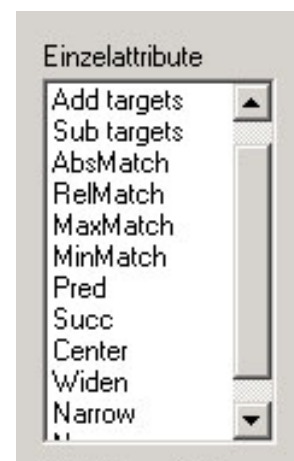 Einzelattribute
Add targets
Sub targets
AbsMatch
RelMatch
MaxMatch
MinMatch
Pred
Succ
Center
Widen
Narrow